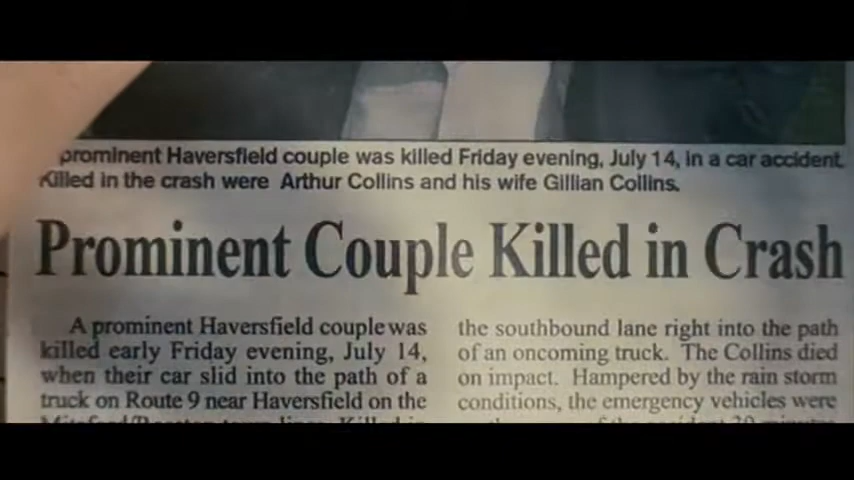 prominent Haversfield couple was killed Friday evening, July 14, in a car accident.
Killed in the crash were Arthur Collins and his wife Gillian Collins.
Prominent Couple Killed in Crash
A prominent Haversfield couple was
killed early Friday evening, July 14,
when their car slid into the path of a
truck on Route 9 near Haversfield on the
the southbound lane right into the path
of an oncoming truck. The Collins died
on impact. Hampered by the rain storm
conditions, the emergency vehicles were